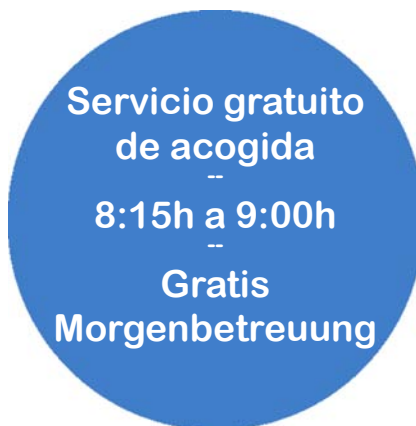 Servicio gratuito
de acogida
--
8:15h a 9:00h
--
Gratis
Morgenbetreuung